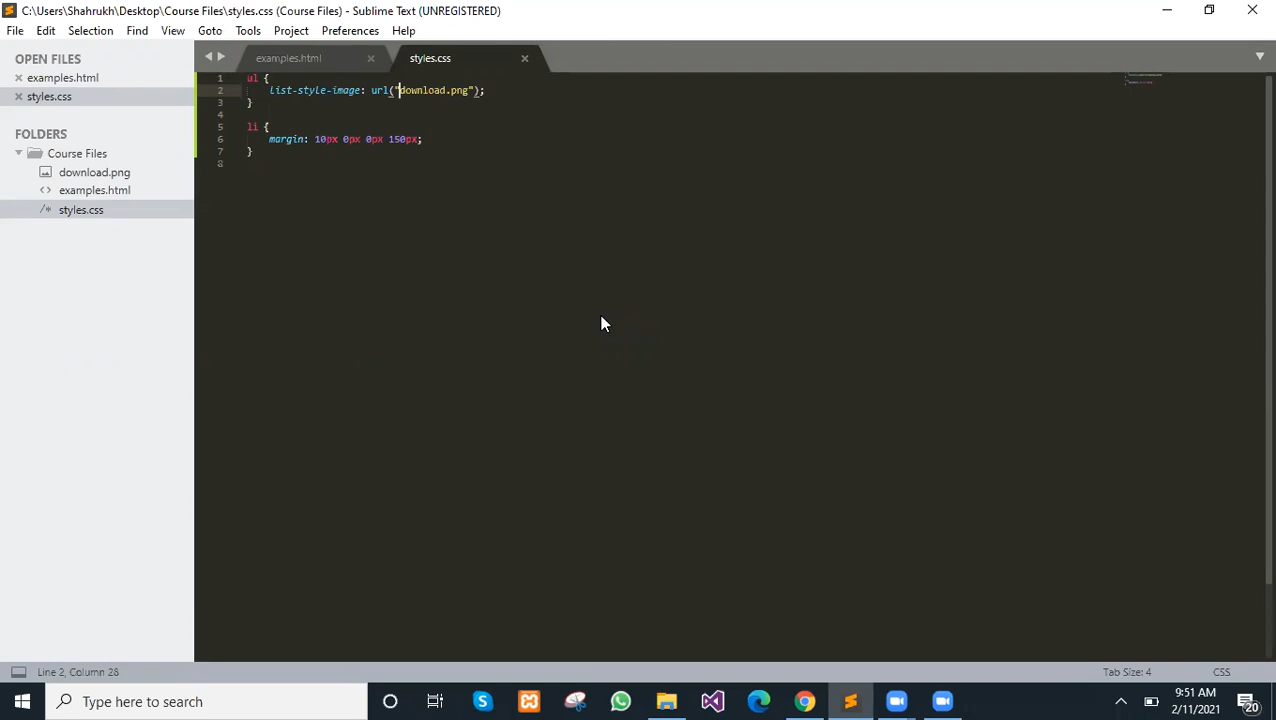 C:\Users\Shahrukh\Desktop\Course Files\styles.css (Course Files) - Sublime Text (UNREGISTERED)
File Edit Selection Find View Goto Tools Project Preferences Help
OPEN FILES
examples.html
styles.css
FOLDERS
Course Files
download.png
examples.html
/* styles.css
examples.html
styles.css
1 ul {
2 list-style-image: url("download.png");
3 }
4
5 li {
6 margin: 10px 0px 0px 150px;
7 }
8
Line 2, Column 28
Tab Size: 4
CSS
Type here to search
9:51 AM
2/11/2021
20